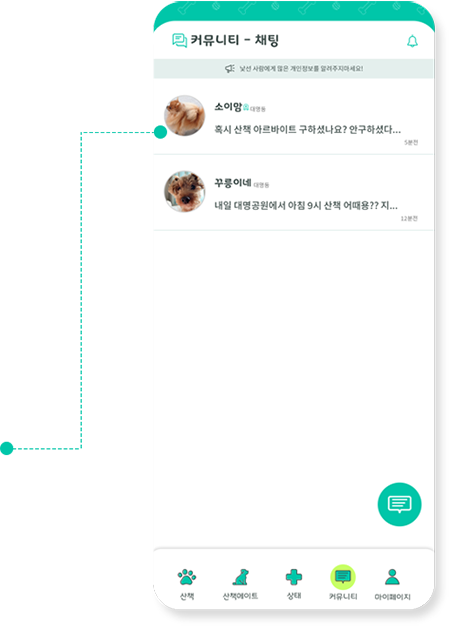 커뮤니티 - 채팅
낯선 사람에게 많은 개인정보를 알려주지마세요!
소이맘 대명동
혹시 산책 아르바이트 구하셨나요? 안구하셨다...
5분전
꾸릉이네 대명동
내일 대명공원에서 아침 9시 산책 어때용?? 지...
12분전
산책
산책메이트
상태
커뮤니티
마이페이지